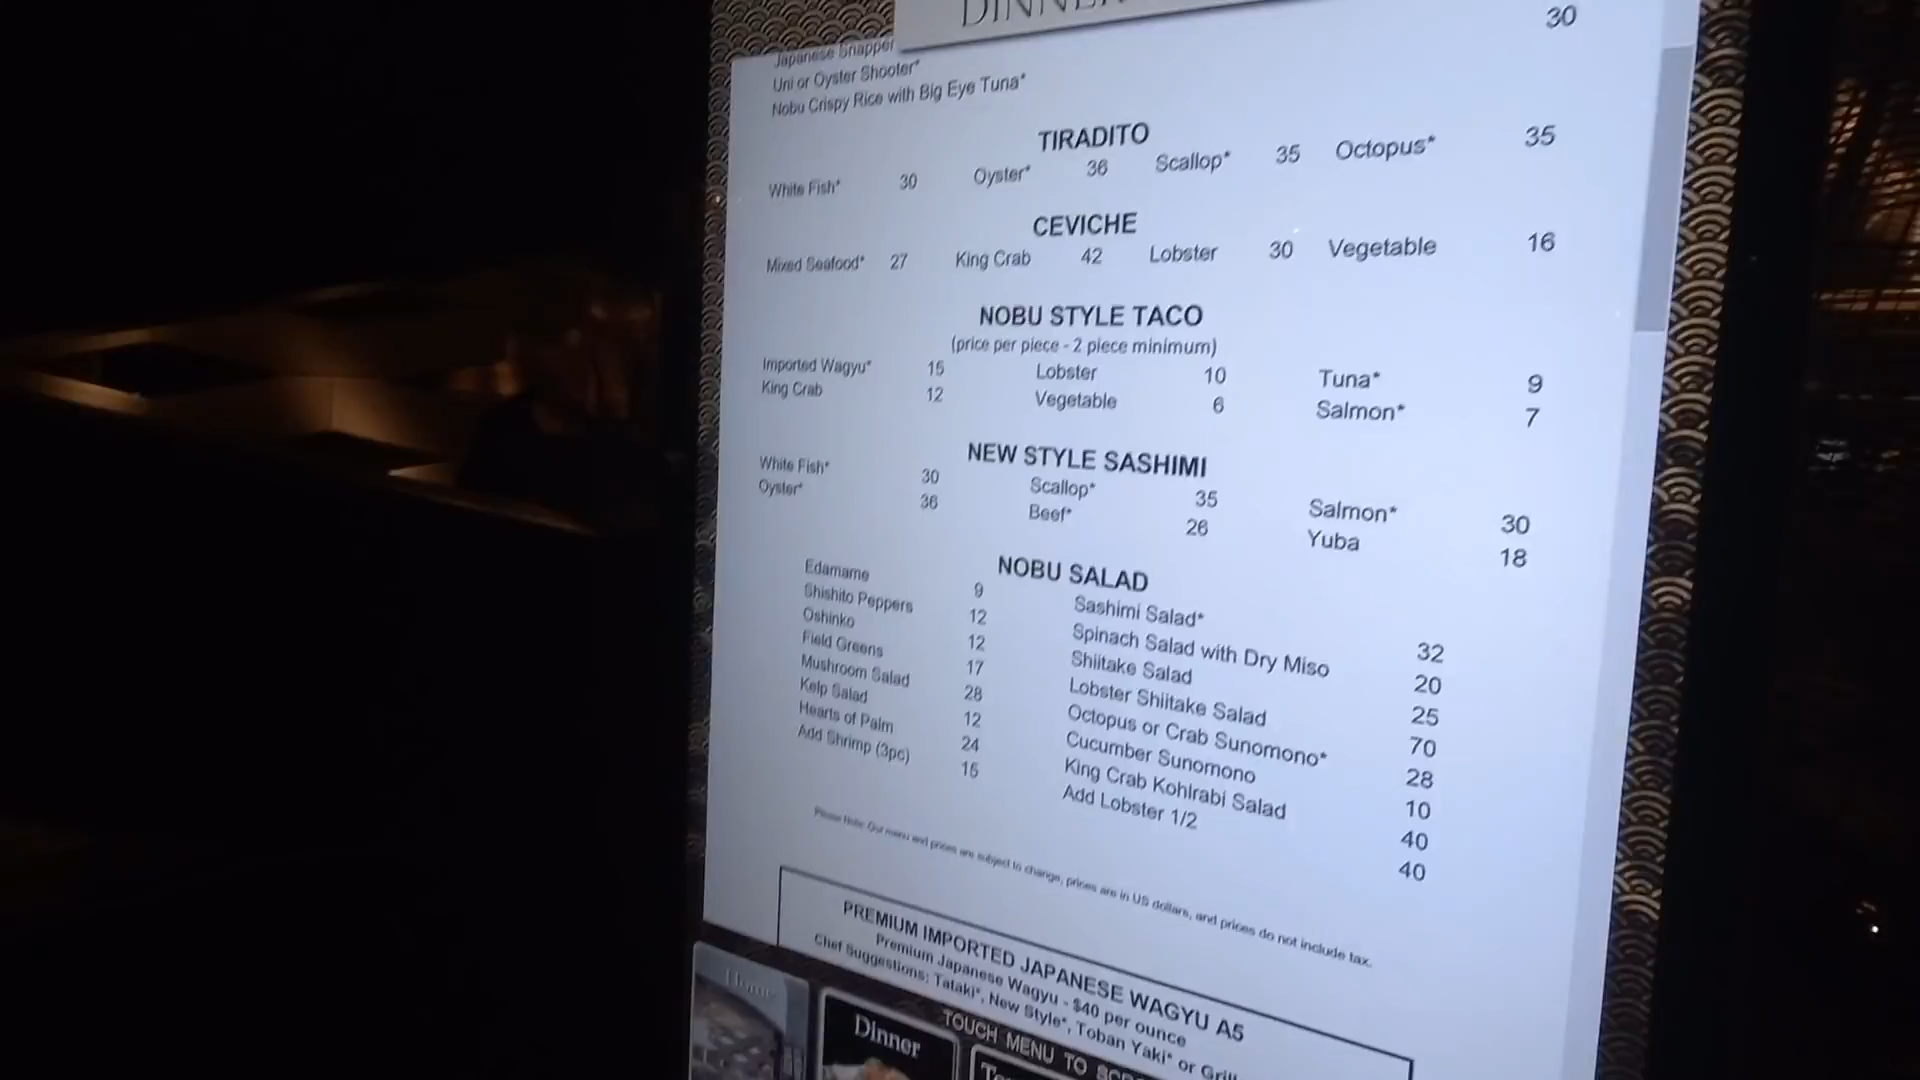 DINNER
Japanese Snapper 30
Uni or Oyster Shooter*
Nobu Crispy Rice with Big Eye Tuna*
TIRADITO
White Fish* 30 Oyster* 36 Scallop* 35 Octopus* 35
CEVICHE
Mixed Seafood* 27 King Crab 42 Lobster 30 Vegetable 16
NOBU STYLE TACO
(price per piece - 2 piece minimum)
Imported Wagyu* 15 Lobster 10 Tuna* 9
King Crab 12 Vegetable 6 Salmon* 7
NEW STYLE SASHIMI
White Fish* 30 Scallop* 35 Salmon* 30
Oyster* 36 Beef* 26 Yuba 18
NOBU SALAD
Edamame 9 Sashimi Salad* 32
Shishito Peppers 12 Spinach Salad with Dry Miso 20
Oshinko 12 Shiitake Salad 25
Field Greens 17 Lobster Shiitake Salad 70
Mushroom Salad 28 Octopus or Crab Sunomono* 28
Kelp Salad 12 Cucumber Sunomono 10
Hearts of Palm 24 King Crab Kohlrabi Salad 40
Add Shrimp (3pc) 15 Add Lobster 1/2 40
Please Note: Our menu and prices are subject to change, prices are in US dollars, and prices do not include tax.
PREMIUM IMPORTED JAPANESE WAGYU A5
Premium Japanese Wagyu - $40 per ounce
Chef Suggestions: Tataki*, New Style*, Toban Yaki* or Grill
TOUCH MENU TO
Home
Dinner